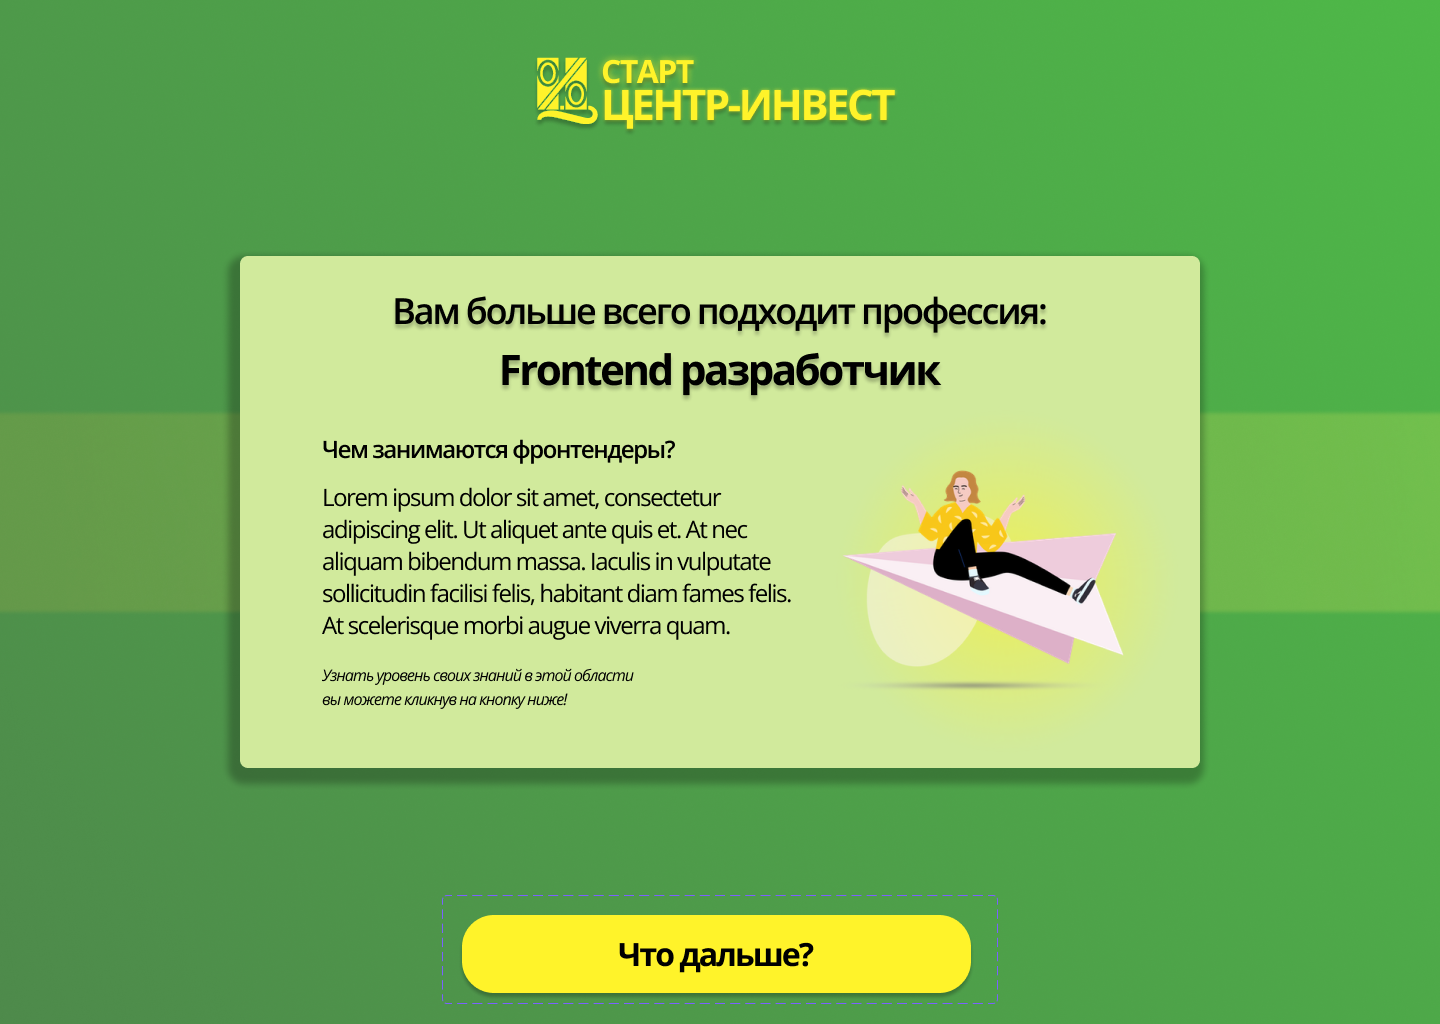 СТАРТ
ЦЕНТР-ИНВЕСТ
Вам больше всего подходит профессия:
Frontend разработчик
Чем занимаются фронтендеры?
Lorem ipsum dolor sit amet, consectetur
adipiscing elit. Ut aliquet ante quis et. At nec
aliquam bibendum massa. Iaculis in vulputate
sollicitudin facilisi felis, habitant diam fames felis.
At scelerisque morbi augue viverra quam.
Узнать уровень своих знаний в этой области
вы можете кликнув на кнопку ниже!
Что дальше?